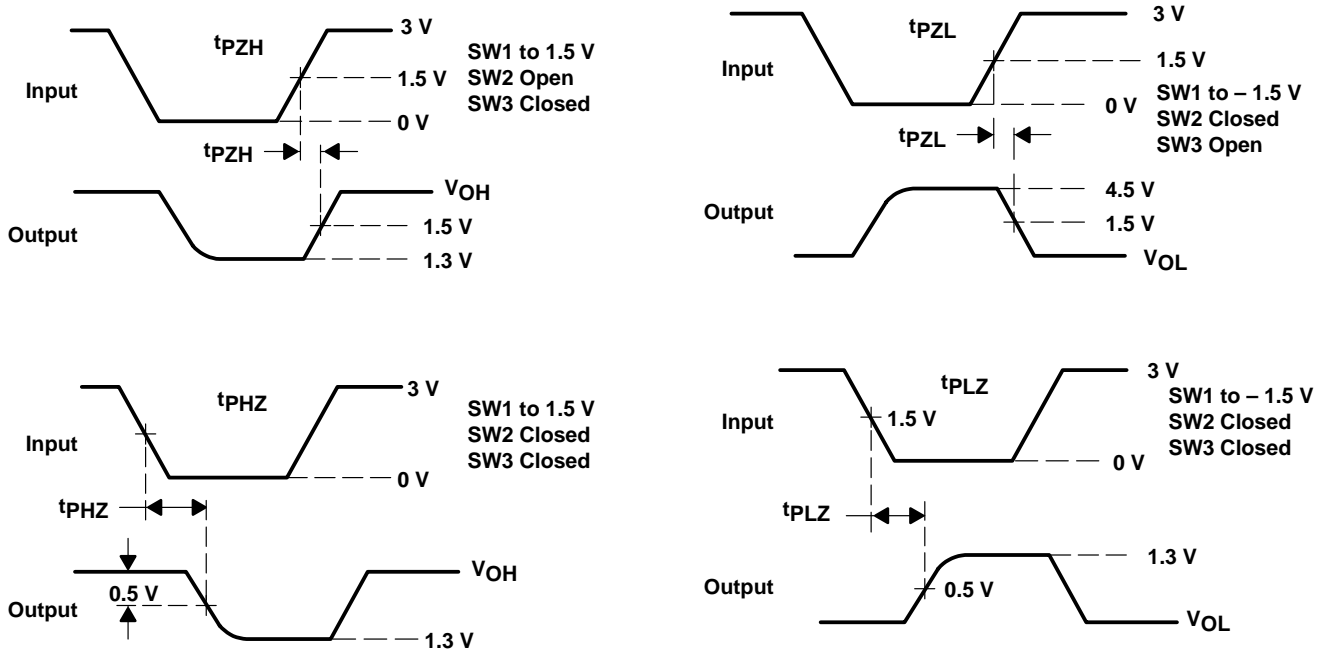 tPZH
3 V
SW1 to 1.5 V
SW2 Open
SW3 Closed
Input
1.5 V
0 V
tPZH
VOH
Output
1.5 V
1.3 V
tPZL
3 V
Input
1.5 V
0 V
SW1 to – 1.5 V
SW2 Closed
SW3 Open
tPZL
Output
4.5 V
1.5 V
VOL
tPHZ
3 V
SW1 to 1.5 V
SW2 Closed
SW3 Closed
Input
0 V
tPHZ
VOH
0.5 V
Output
1.3 V
tPLZ
3 V
SW1 to – 1.5 V
SW2 Closed
SW3 Closed
Input
1.5 V
0 V
tPLZ
1.3 V
Output
0.5 V
VOL